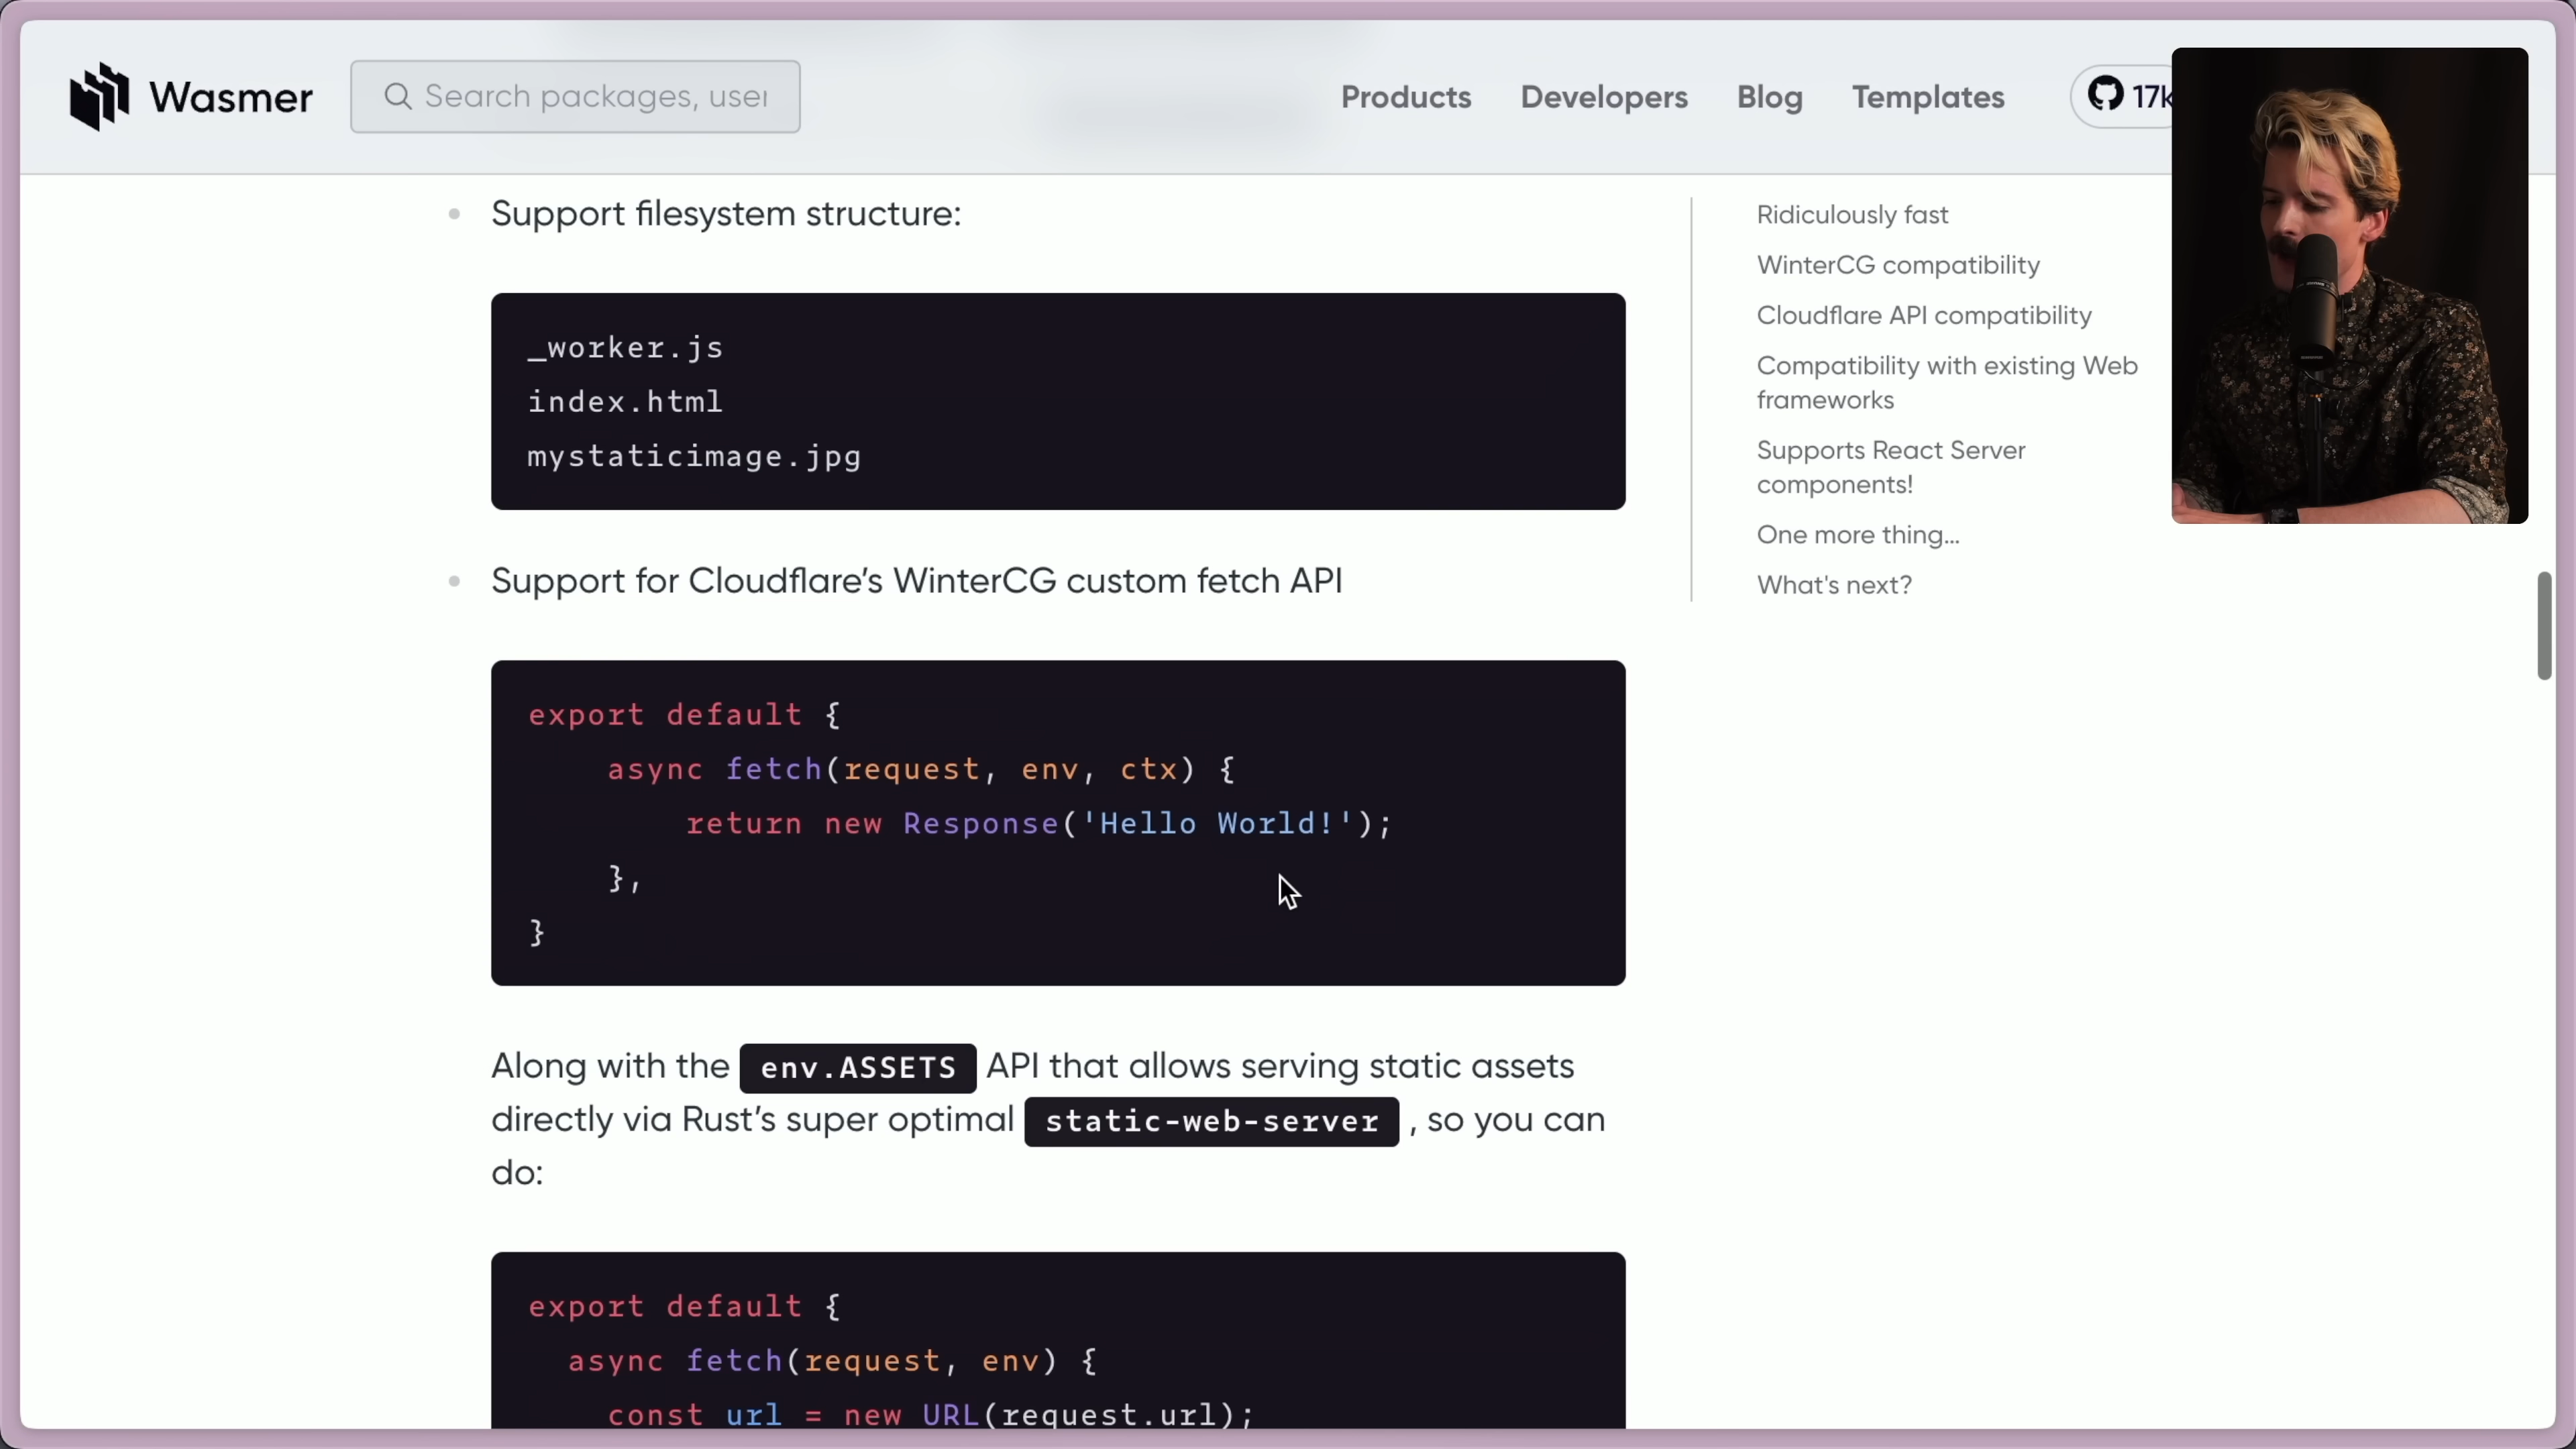 Wasmer
Search packages, user
Products
Developers
Blog
Templates
17k
Support filesystem structure:
_worker.js
index.html
mystaticimage.jpg
Support for Cloudflare’s WinterCG custom fetch API
export default {
async fetch(request, env, ctx) {
return new Response('Hello World!');
},
}
Along with the env.ASSETS API that allows serving static assets
directly via Rust’s super optimal static-web-server , so you can
do:
export default {
async fetch(request, env) {
const url = new URL(request.url);
Ridiculously fast
WinterCG compatibility
Cloudflare API compatibility
Compatibility with existing Web
frameworks
Supports React Server
components!
One more thing...
What's next?